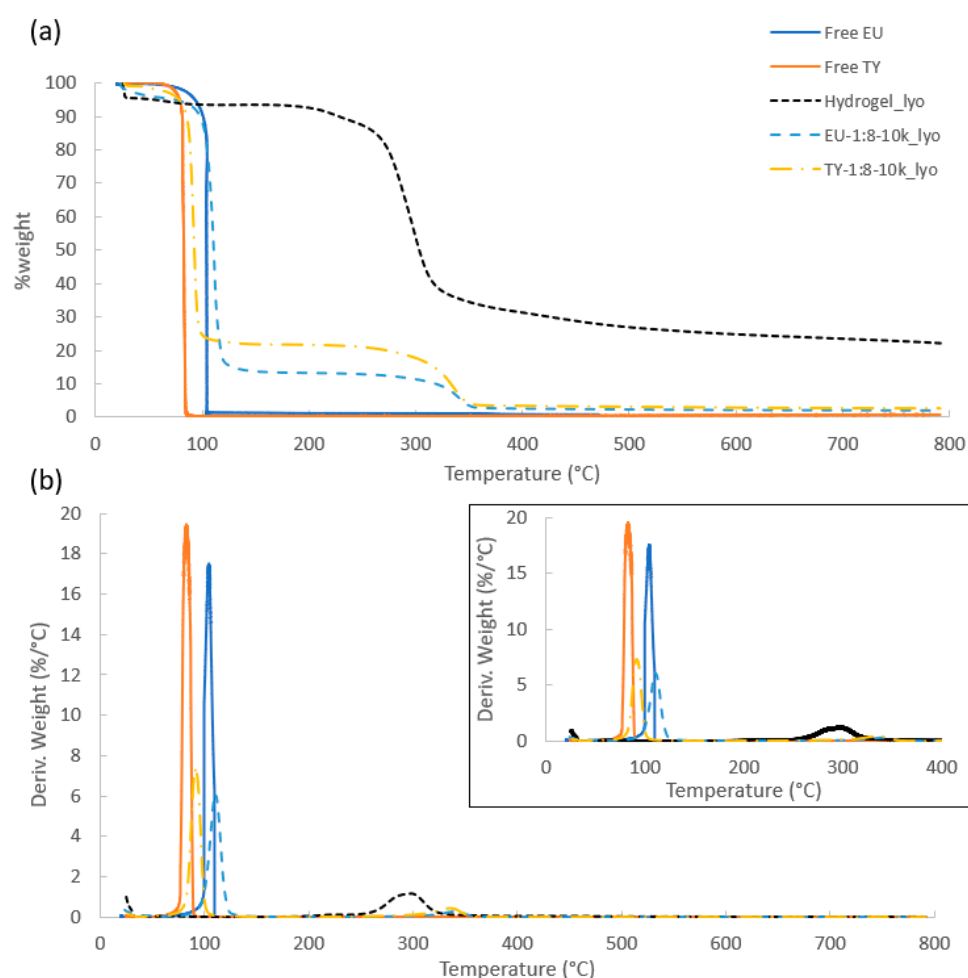 (a)
Free EU
Free TY
Hydrogel_lyo
EU-1:8-10k_lyo
TY-1:8-10k_lyo
100
90
80
70
60
50
40
30
20
10
0
%weight
0 100 200 300 400 500 600 700 800
Temperature (°C)
(b)
20
18
16
14
12
10
8
6
4
2
0
Deriv. Weight (%/°C)
0 100 200 300 400 500 600 700 800
Temperature (°C)
20
15
10
5
0
Deriv. Weight (%/°C)
0 100 200 300 400
Temperature (°C)